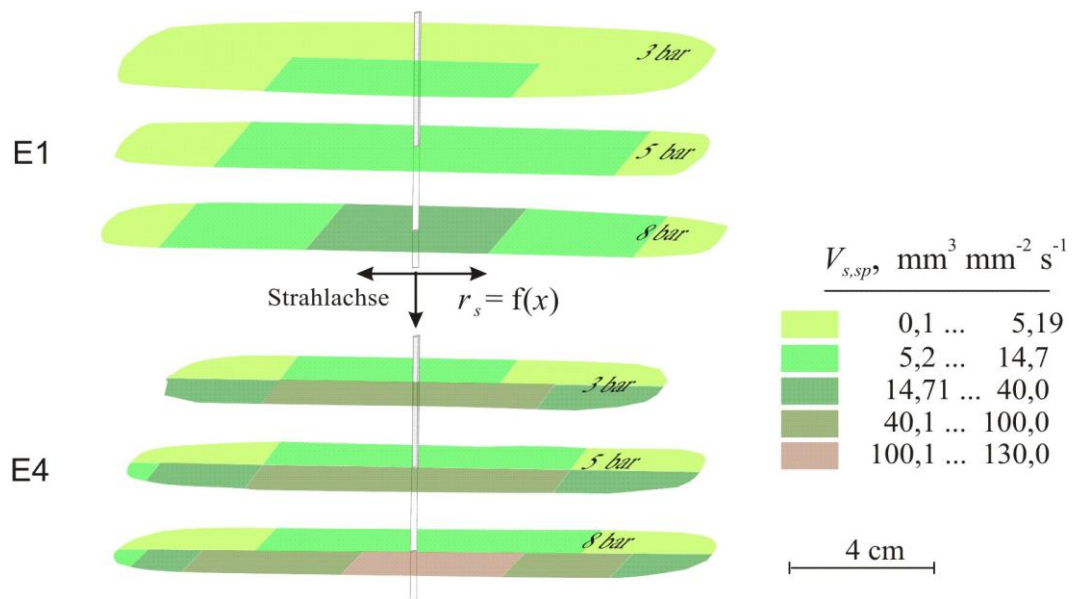 3 bar
E1
5 bar
8 bar
Strahlachse
r_s = f(x)
3 bar
E4
5 bar
8 bar
V_{s,sp}, mm³ mm⁻² s⁻¹
0,1 ... 5,19
5,2 ... 14,7
14,71 ... 40,0
40,1 ... 100,0
100,1 ... 130,0
4 cm